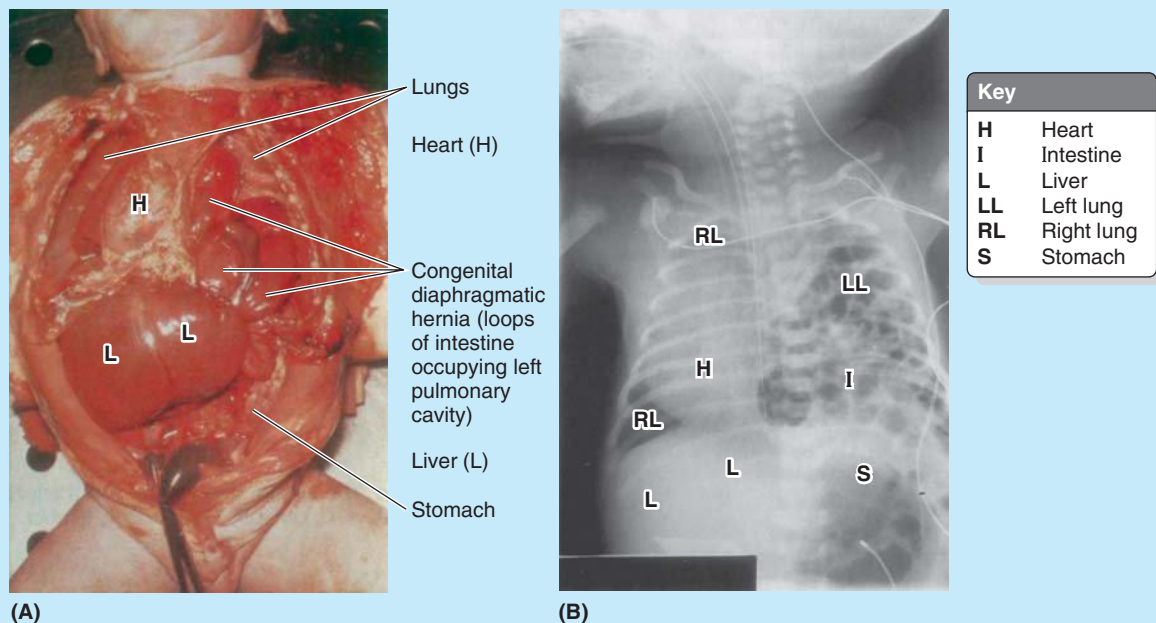 Lungs
Heart (H)
H
Congenital
diaphragmatic
hernia (loops
of intestine
occupying left
pulmonary
cavity)
L
L
Liver (L)
Stomach
(A)
RL
LL
H
I
RL
L
S
L
(B)
Key
H Heart
I Intestine
L Liver
LL Left lung
RL Right lung
S Stomach